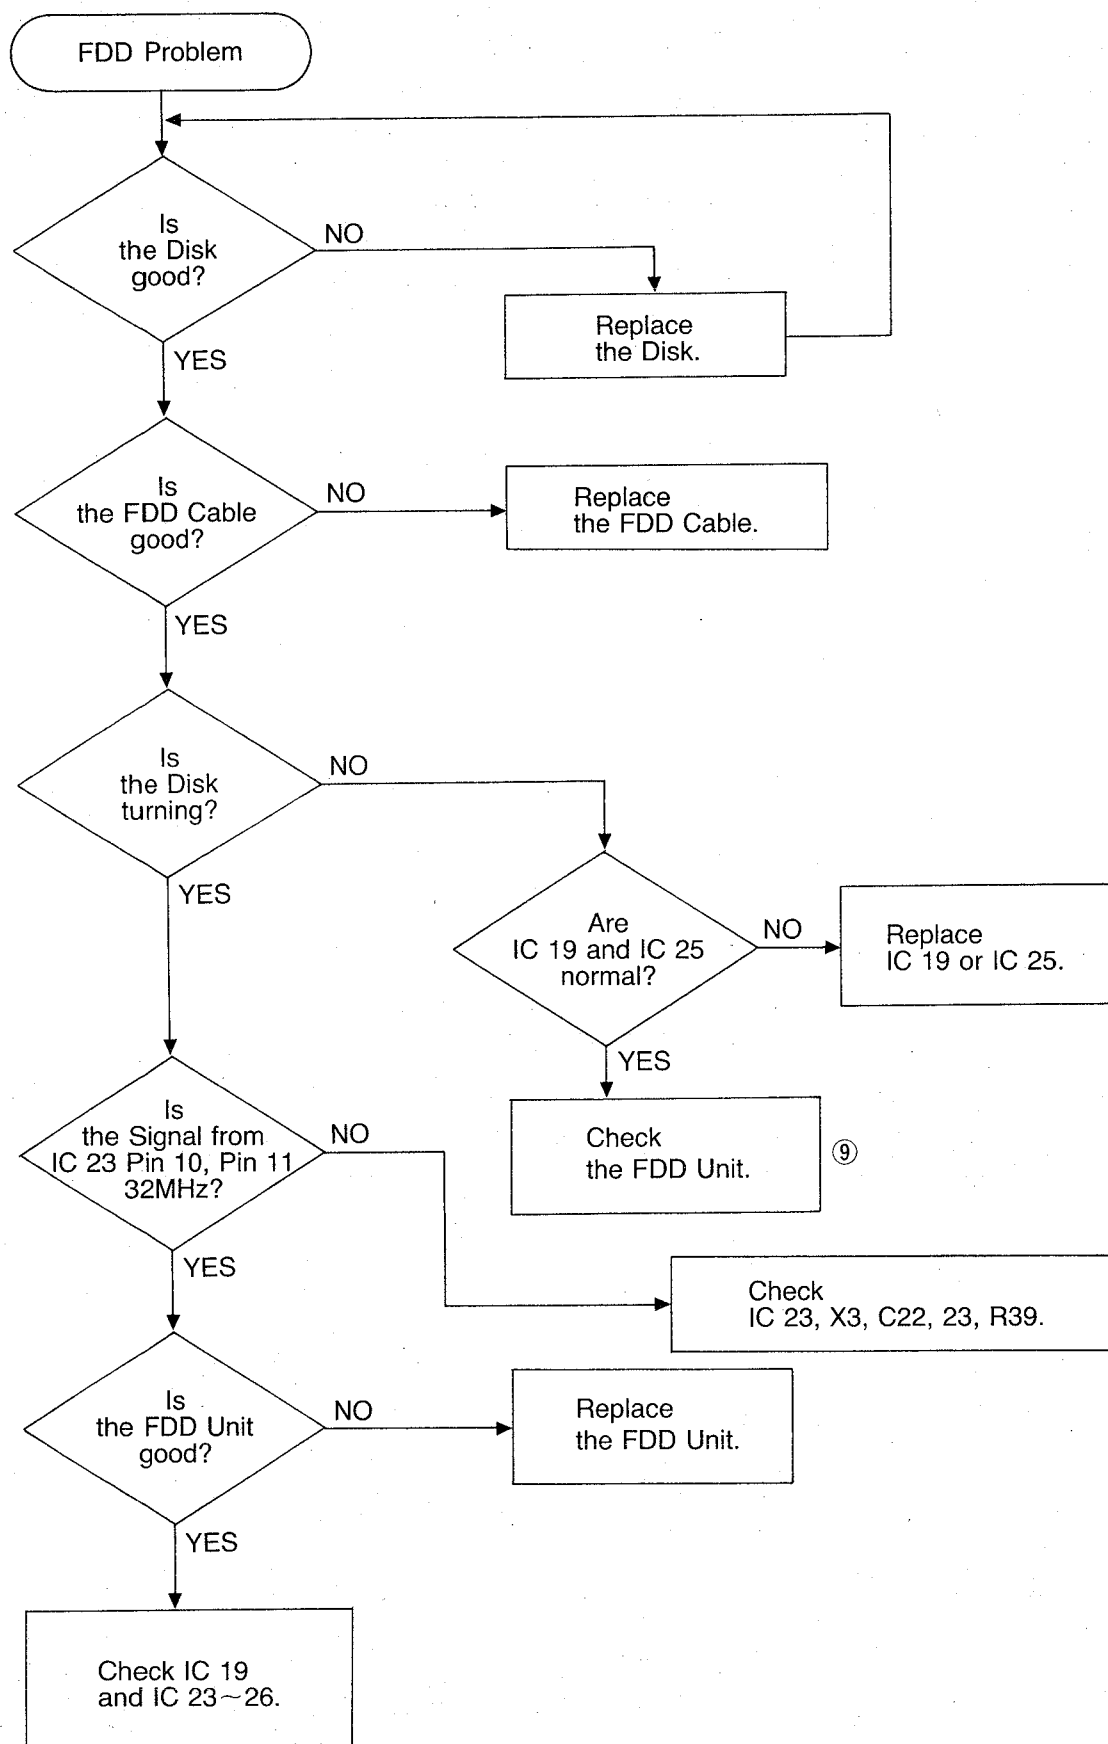 FDD Problem
Is
the Disk
good?
NO
Replace
the Disk.
YES
Is
the FDD Cable
good?
NO
Replace
the FDD Cable.
YES
Is
the Disk
turning?
NO
YES
Are
IC 19 and IC 25
normal?
NO
Replace
IC 19 or IC 25.
YES
Check
the FDD Unit.
⑨
Is
the Signal from
IC 23 Pin 10, Pin 11
32MHz?
NO
YES
Check
IC 23, X3, C22, 23, R39.
Is
the FDD Unit
good?
NO
Replace
the FDD Unit.
YES
Check IC 19
and IC 23~26.